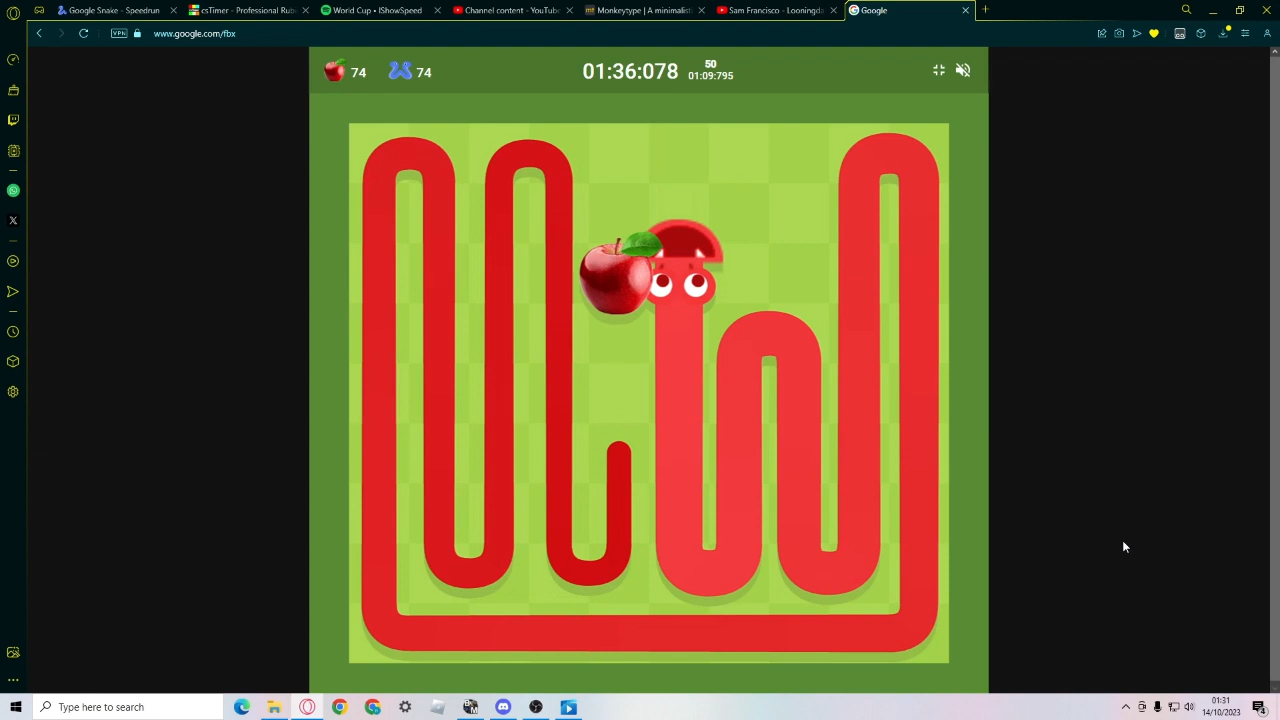 Google Snake - Speedrun
csTimer - Professional Rub
World Cup • IShowSpeed
Channel content - YouTube
Monkeytype | A minimalist
Sam Francisco - Looningda
Google
VPN
www.google.com/fbx
74
74
01:36:078
50
01:09:795
Type here to search
01:31
14/10/2023
4